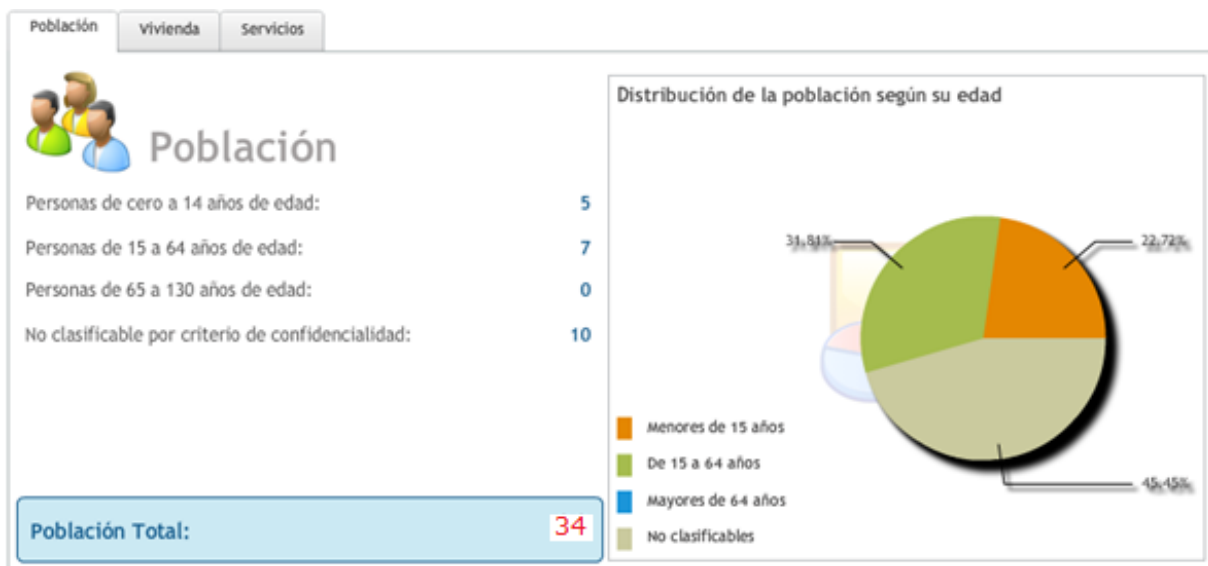 Población
Vivienda
Servicios
Población
Personas de cero a 14 años de edad: 5
Personas de 15 a 64 años de edad: 7
Personas de 65 a 130 años de edad: 0
No clasificable por criterio de confidencialidad: 10
Población Total: 34
Distribución de la población según su edad
31,81%
22,72%
45,45%
Menores de 15 años
De 15 a 64 años
Mayores de 64 años
No clasificables